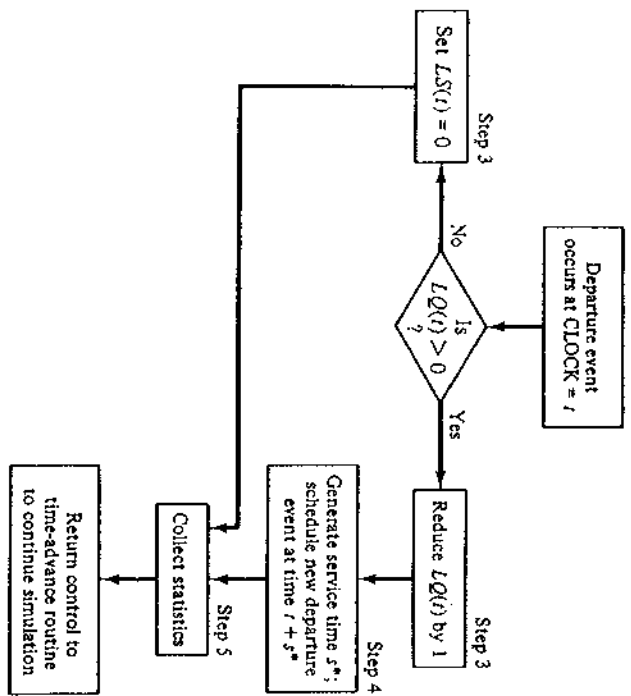 Departure event
occurs at CLOCK = t
Is
LQ(t) > 0
?
No
Yes
Step 3
Set LS(t) = 0
Step 3
Reduce LQ(t) by 1
Step 4
Generate service time s*;
schedule new departure
event at time t + s*
Step 5
Collect statistics
Return control to
time-advance routine
to continue simulation